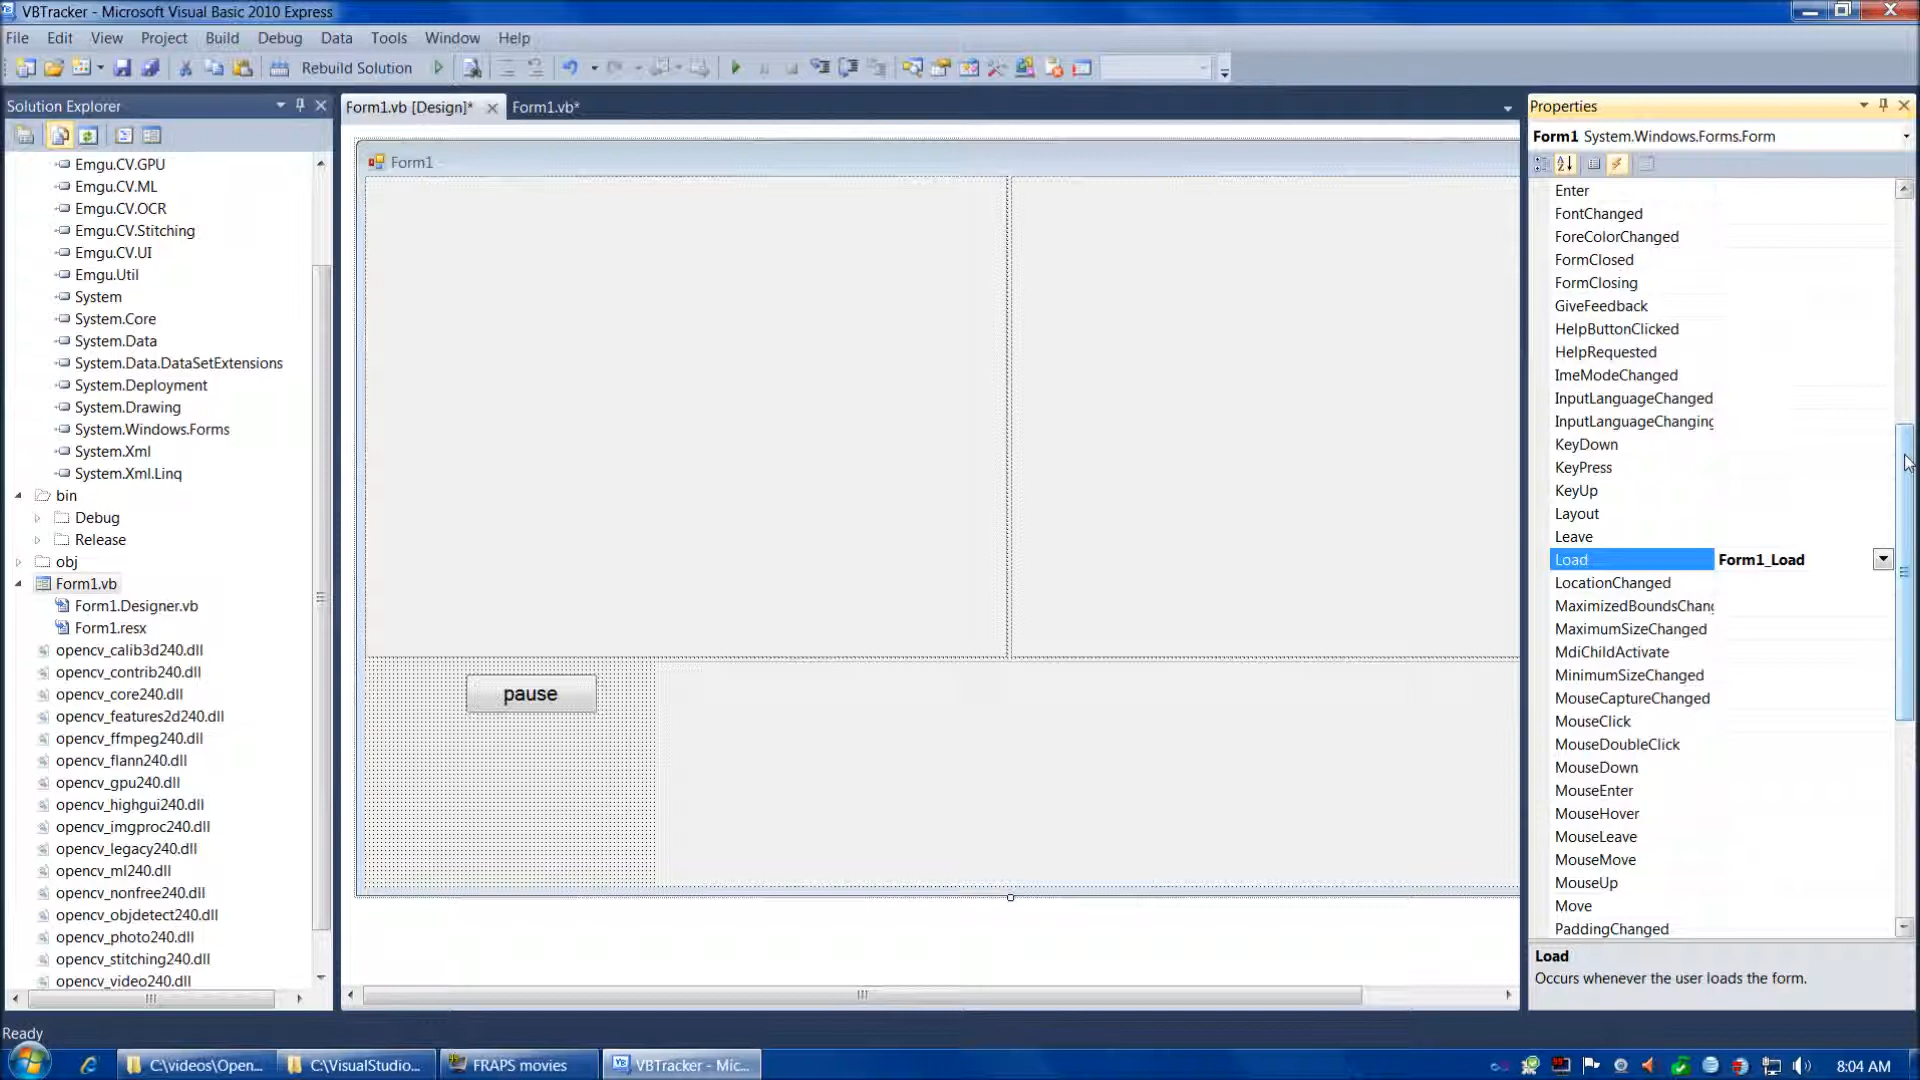 VBTracker - Microsoft Visual Basic 2010 Express
File Edit View Project Build Debug Data Tools Window Help
Rebuild Solution
Solution Explorer
Emgu.CV.GPU
Emgu.CV.ML
Emgu.CV.OCR
Emgu.CV.Stitching
Emgu.CV.UI
Emgu.Util
System
System.Core
System.Data
System.Data.DataSetExtensions
System.Deployment
System.Drawing
System.Windows.Forms
System.Xml
System.Xml.Linq
bin
Debug
Release
obj
Form1.vb
Form1.Designer.vb
Form1.resx
opencv_calib3d240.dll
opencv_contrib240.dll
opencv_core240.dll
opencv_features2d240.dll
opencv_ffmpeg240.dll
opencv_flann240.dll
opencv_gpu240.dll
opencv_highgui240.dll
opencv_imgproc240.dll
opencv_legacy240.dll
opencv_ml240.dll
opencv_nonfree240.dll
opencv_objdetect240.dll
opencv_photo240.dll
opencv_stitching240.dll
opencv_video240.dll
Form1.vb [Design]* Form1.vb*
Form1
pause
Properties
Form1 System.Windows.Forms.Form
Enter
FontChanged
ForeColorChanged
FormClosed
FormClosing
GiveFeedback
HelpButtonClicked
HelpRequested
ImeModeChanged
InputLanguageChanged
InputLanguageChanging
KeyDown
KeyPress
KeyUp
Layout
Leave
Load Form1_Load
LocationChanged
MaximizedBoundsChang
MaximumSizeChanged
MdiChildActivate
MinimumSizeChanged
MouseCaptureChanged
MouseClick
MouseDoubleClick
MouseDown
MouseEnter
MouseHover
MouseLeave
MouseMove
MouseUp
Move
PaddingChanged
Load
Occurs whenever the user loads the form.
Ready
C:\videos\Open... C:\VisualStudio... FRAPS movies VBTracker - Mic... 8:04 AM